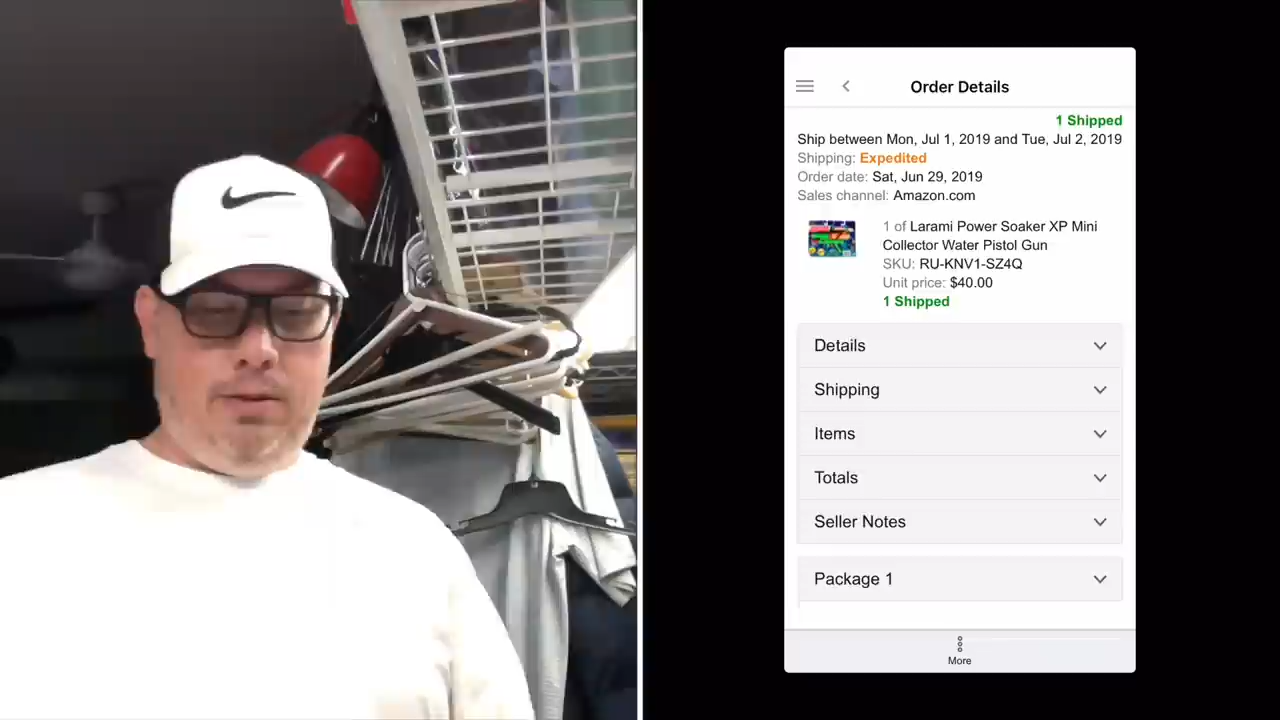 Order Details
1 Shipped
Ship between Mon, Jul 1, 2019 and Tue, Jul 2, 2019
Shipping: Expedited
Order date: Sat, Jun 29, 2019
Sales channel: Amazon.com
1 of Larami Power Soaker XP Mini
Collector Water Pistol Gun
SKU: RU-KNV1-SZ4Q
Unit price: $40.00
1 Shipped
Details
Shipping
Items
Totals
Seller Notes
Package 1
More